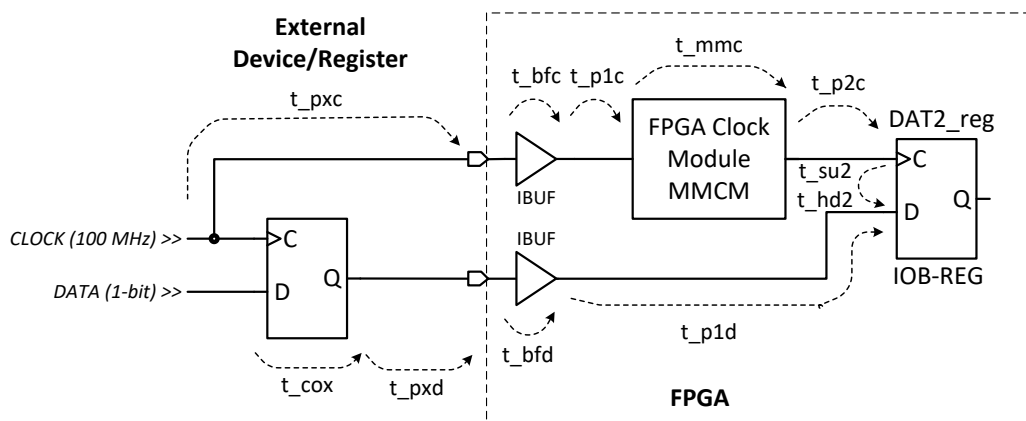 External
Device/Register
t_pxc
t_bfc
t_p1c
t_mmc
t_p2c
FPGA Clock
Module
MMCM
DAT2_reg
C
t_su2
t_hd2
D
Q
IOB-REG
IBUF
CLOCK (100 MHz) >>
C
Q
DATA (1-bit) >>
D
IBUF
t_bfd
t_p1d
t_cox
t_pxd
FPGA